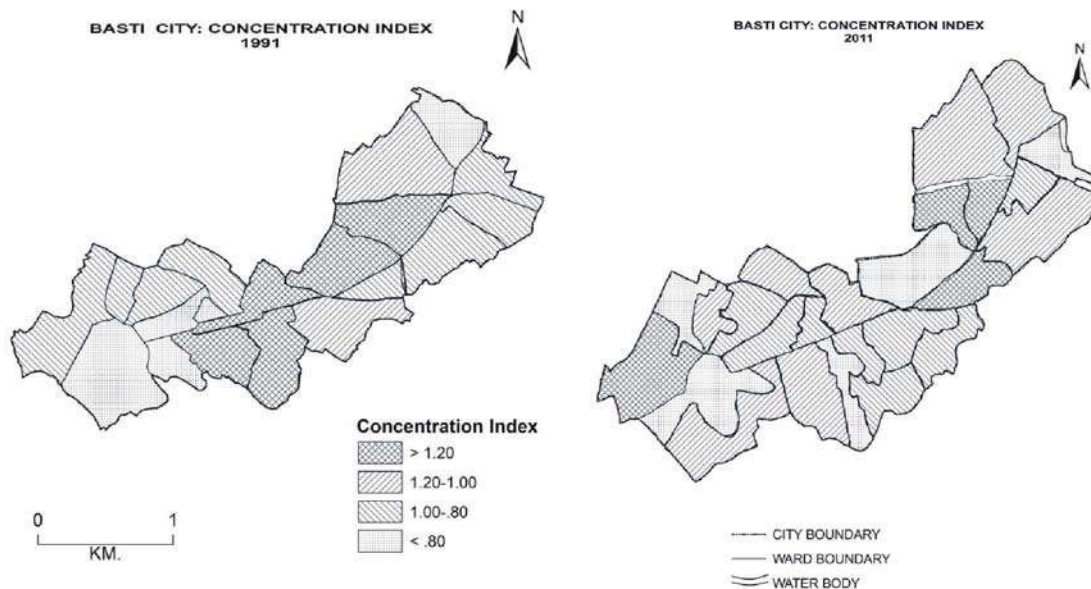 BASTI CITY: CONCENTRATION INDEX
1991
N
Concentration Index
> 1.20
1.20-1.00
1.00-.80
< .80
0 1
KM.
BASTI CITY: CONCENTRATION INDEX
2011
N
CITY BOUNDARY
WARD BOUNDARY
WATER BODY